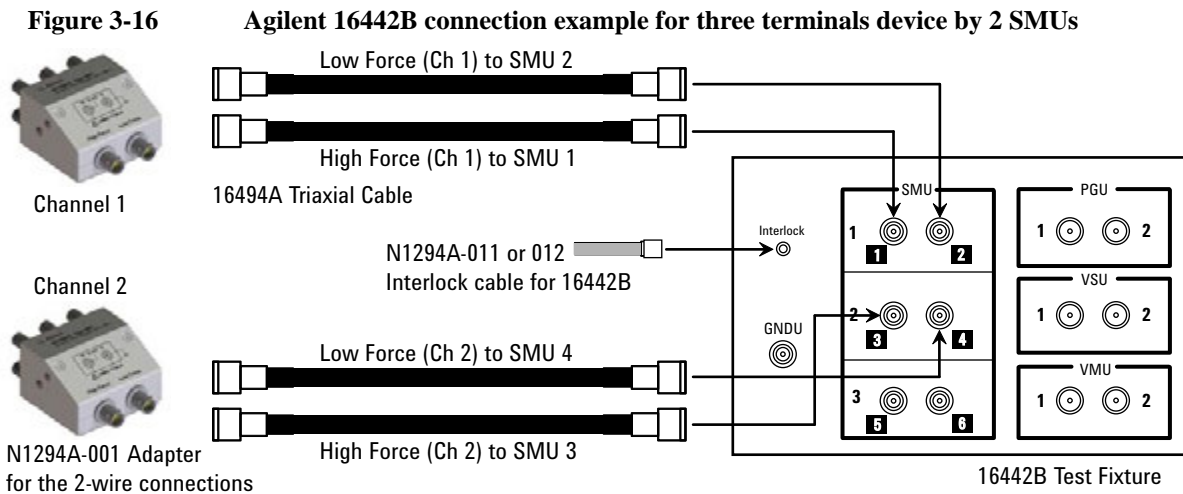 Figure 3-16 Agilent 16442B connection example for three terminals device by 2 SMUs
Low Force (Ch 1) to SMU 2
High Force (Ch 1) to SMU 1
Channel 1
16494A Triaxial Cable
N1294A-011 or 012
Interlock cable for 16442B
Channel 2
Low Force (Ch 2) to SMU 4
High Force (Ch 2) to SMU 3
N1294A-001 Adapter
for the 2-wire connections
Interlock
GNDU
SMU
1
1 2
2
3 4
3
5 6
PGU
1 2
VSU
1 2
VMU
1 2
16442B Test Fixture